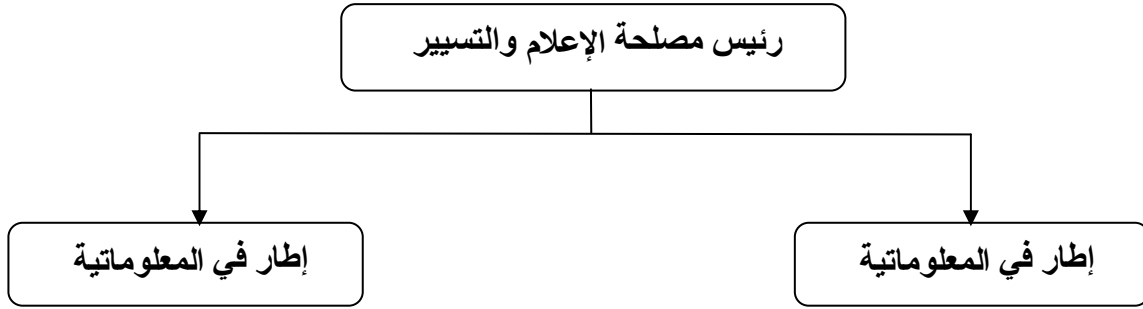 رئيس مصلحة الإعلام والتسيير
إطار في المعلوماتية
إطار في المعلوماتية